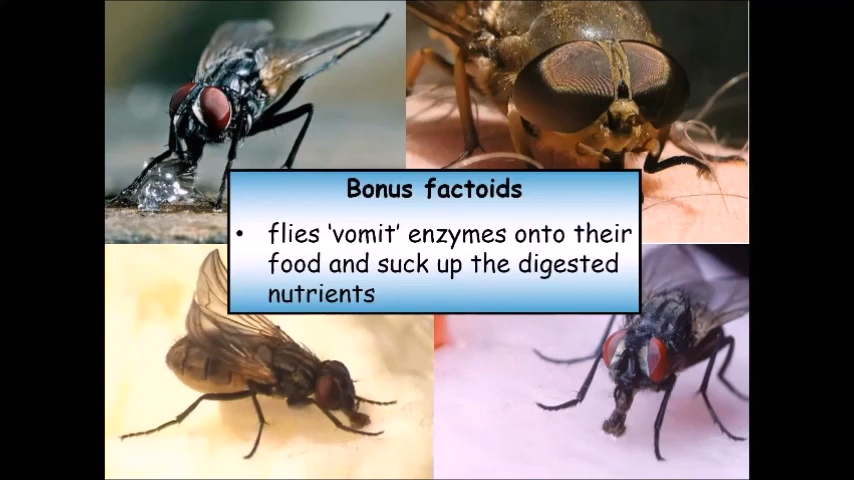 Bonus factoids
• flies ‘vomit’ enzymes onto their
food and suck up the digested
nutrients